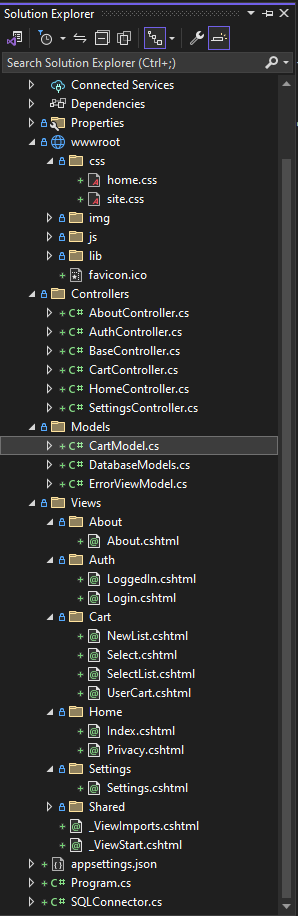 Solution Explorer
Search Solution Explorer (Ctrl+;)
Connected Services
Dependencies
Properties
wwwroot
css
home.css
site.css
img
js
lib
favicon.ico
Controllers
C# AboutController.cs
C# AuthController.cs
C# BaseController.cs
C# CartController.cs
C# HomeController.cs
C# SettingsController.cs
Models
C# CartModel.cs
C# DatabaseModels.cs
C# ErrorViewModel.cs
Views
About
About.cshtml
Auth
LoggedIn.cshtml
Login.cshtml
Cart
NewList.cshtml
Select.cshtml
SelectList.cshtml
UserCart.cshtml
Home
Index.cshtml
Privacy.cshtml
Settings
Settings.cshtml
Shared
_ViewImports.cshtml
_ViewStart.cshtml
appsettings.json
C# Program.cs
C# SQLConnector.cs